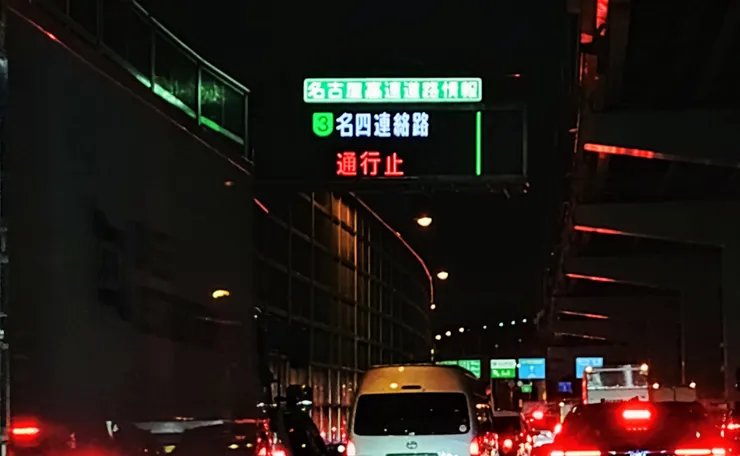 名古屋高速道路情報
3 名四連絡路
通行止